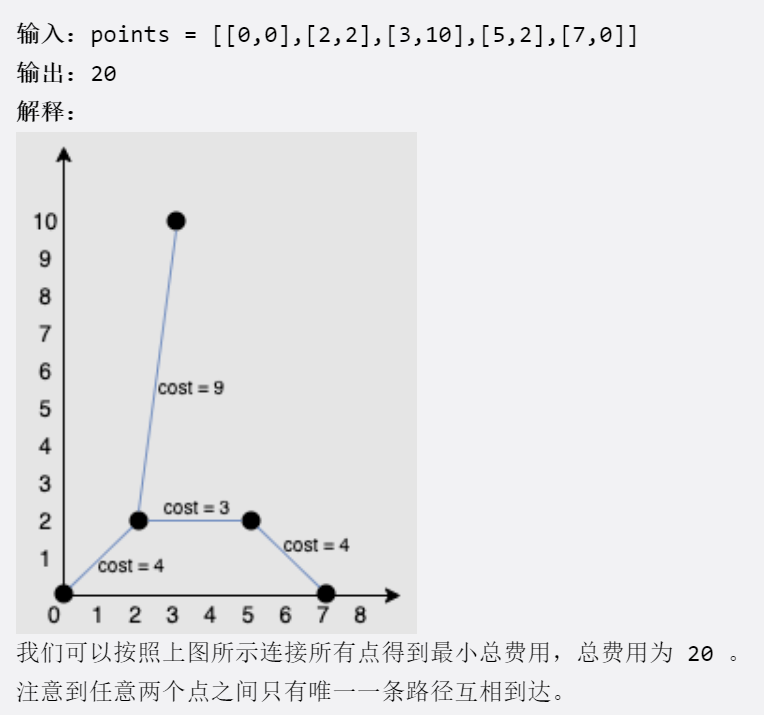 输入：points = [[0,0],[2,2],[3,10],[5,2],[7,0]]
输出：20
解释：
10
9
8
7
6
cost = 9
5
4
3
cost = 3
2
cost = 4
1
cost = 4
0 1 2 3 4 5 6 7 8
我们可以按照上图所示连接所有点得到最小总费用，总费用为 20 。
注意到任意两个点之间只有唯一一条路径互相到达。